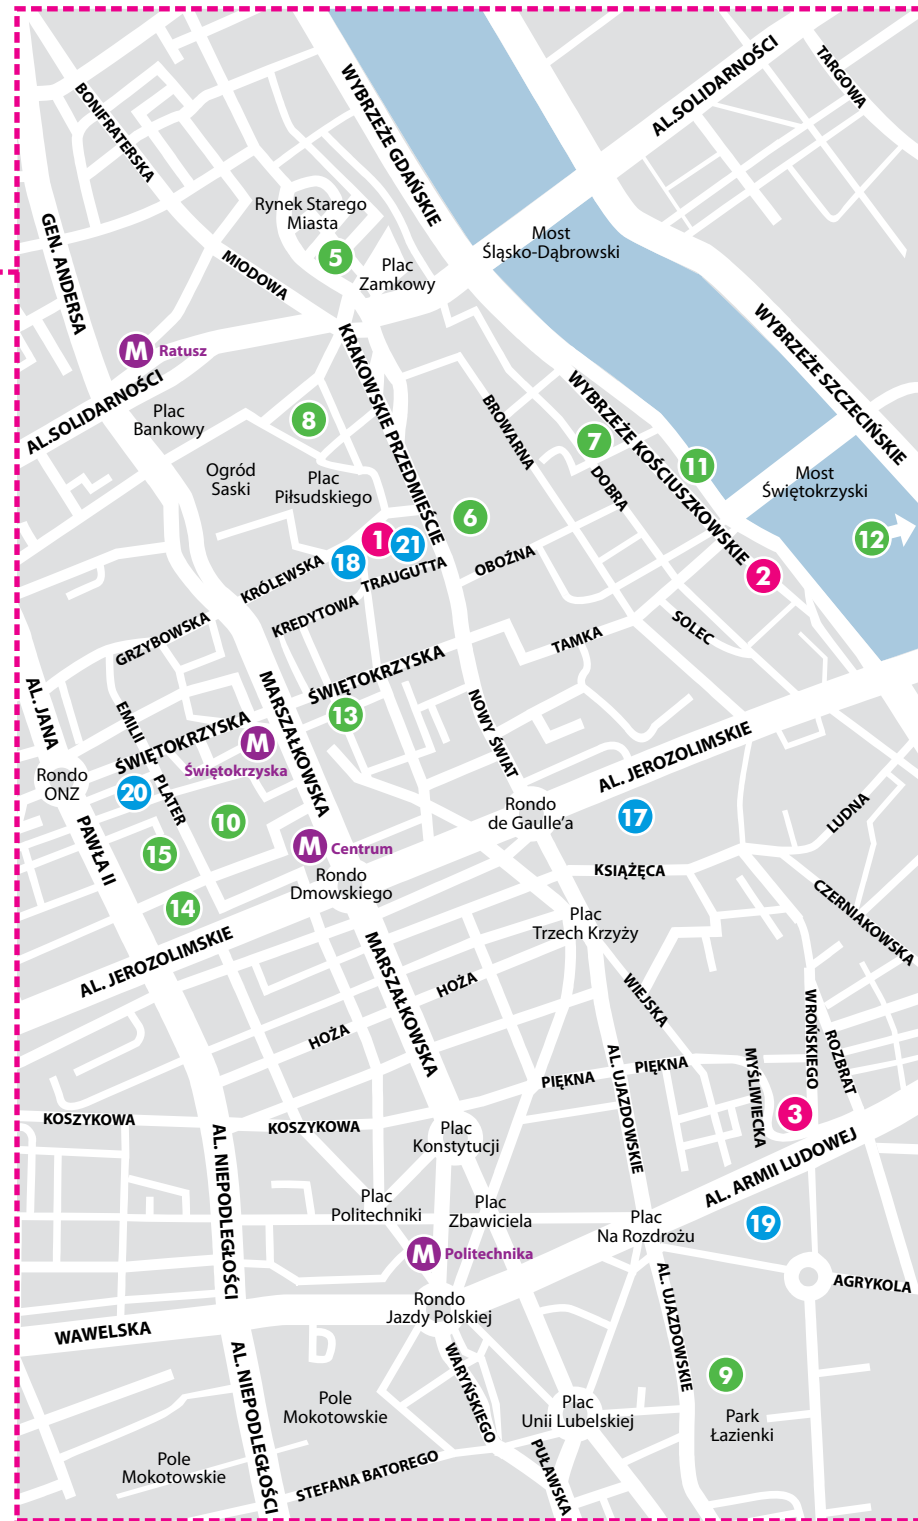 AL.SOLIDARNOŚCI
TARGOWA
BONIFRATERSKA
WYBRZEŻE GDAŃSKIE
Rynek Starego
Miasta
GEN. ANDERSA
5
MIODOWA
Plac
Zamkowy
Most
Śląsko-Dąbrowski
WYBRZEŻE SZCZECIŃSKIE
M Ratusz
KRAKOWSKIE PRZEDMIEŚCIE
AL.SOLIDARNOŚCI
Plac
Bankowy
8
BROWARNA
WYBRZEŻE KOŚCIUSZKOWSKIE
7
11
DOBRA
Ogród
Saski
Plac
Piłsudskiego
Most
Świętokrzyski
6
12
1
21
18
2
KRÓLEWSKA
TRAUGUTTA
OBOŹNA
KREDYTOWA
GRZYBOWSKA
TAMKA
SOLEC
ŚWIĘTOKRZYSKA
AL. JANA
EMILII
MARSZAŁKOWSKA
13
NOWY ŚWIAT
ŚWIĘTOKRZYSKA
M
Świętokrzyska
AL. JEROZOLIMSKIE
Rondo
ONZ
20
PLATER
10
Rondo
de Gaulle'a
17
LUDNA
PAWŁA II
15
M Centrum
Rondo
Dmowskiego
KSIĄŻĘCA
14
Plac
Trzech Krzyży
CZERNIAKOWSKA
AL. JEROZOLIMSKIE
MARSZAŁKOWSKA
HOŻA
WIEJSKA
HOŻA
WROŃSKIEGO
ROZBRAT
AL. UJAZDOWSKIE
PIĘKNA
PIĘKNA
MYŚLIWIECKA
3
KOSZYKOWA
KOSZYKOWA
Plac
Konstytucji
AL. NIEPODLEGŁOŚCI
AL. ARMII LUDOWEJ
Plac
Politechniki
Plac
Zbawiciela
Plac
Na Rozdrożu
19
M Politechnika
AGRYKOLA
AL. UJAZDOWSKIE
Rondo
Jazdy Polskiej
WAWELSKA
AL. NIEPODLEGŁOŚCI
WARYŃSKIEGO
9
Pole
Mokotowskie
Plac
Unii Lubelskiej
Park
Łazienki
Pole
Mokotowskie
STEFANA BATOREGO
PUŁAWSKA